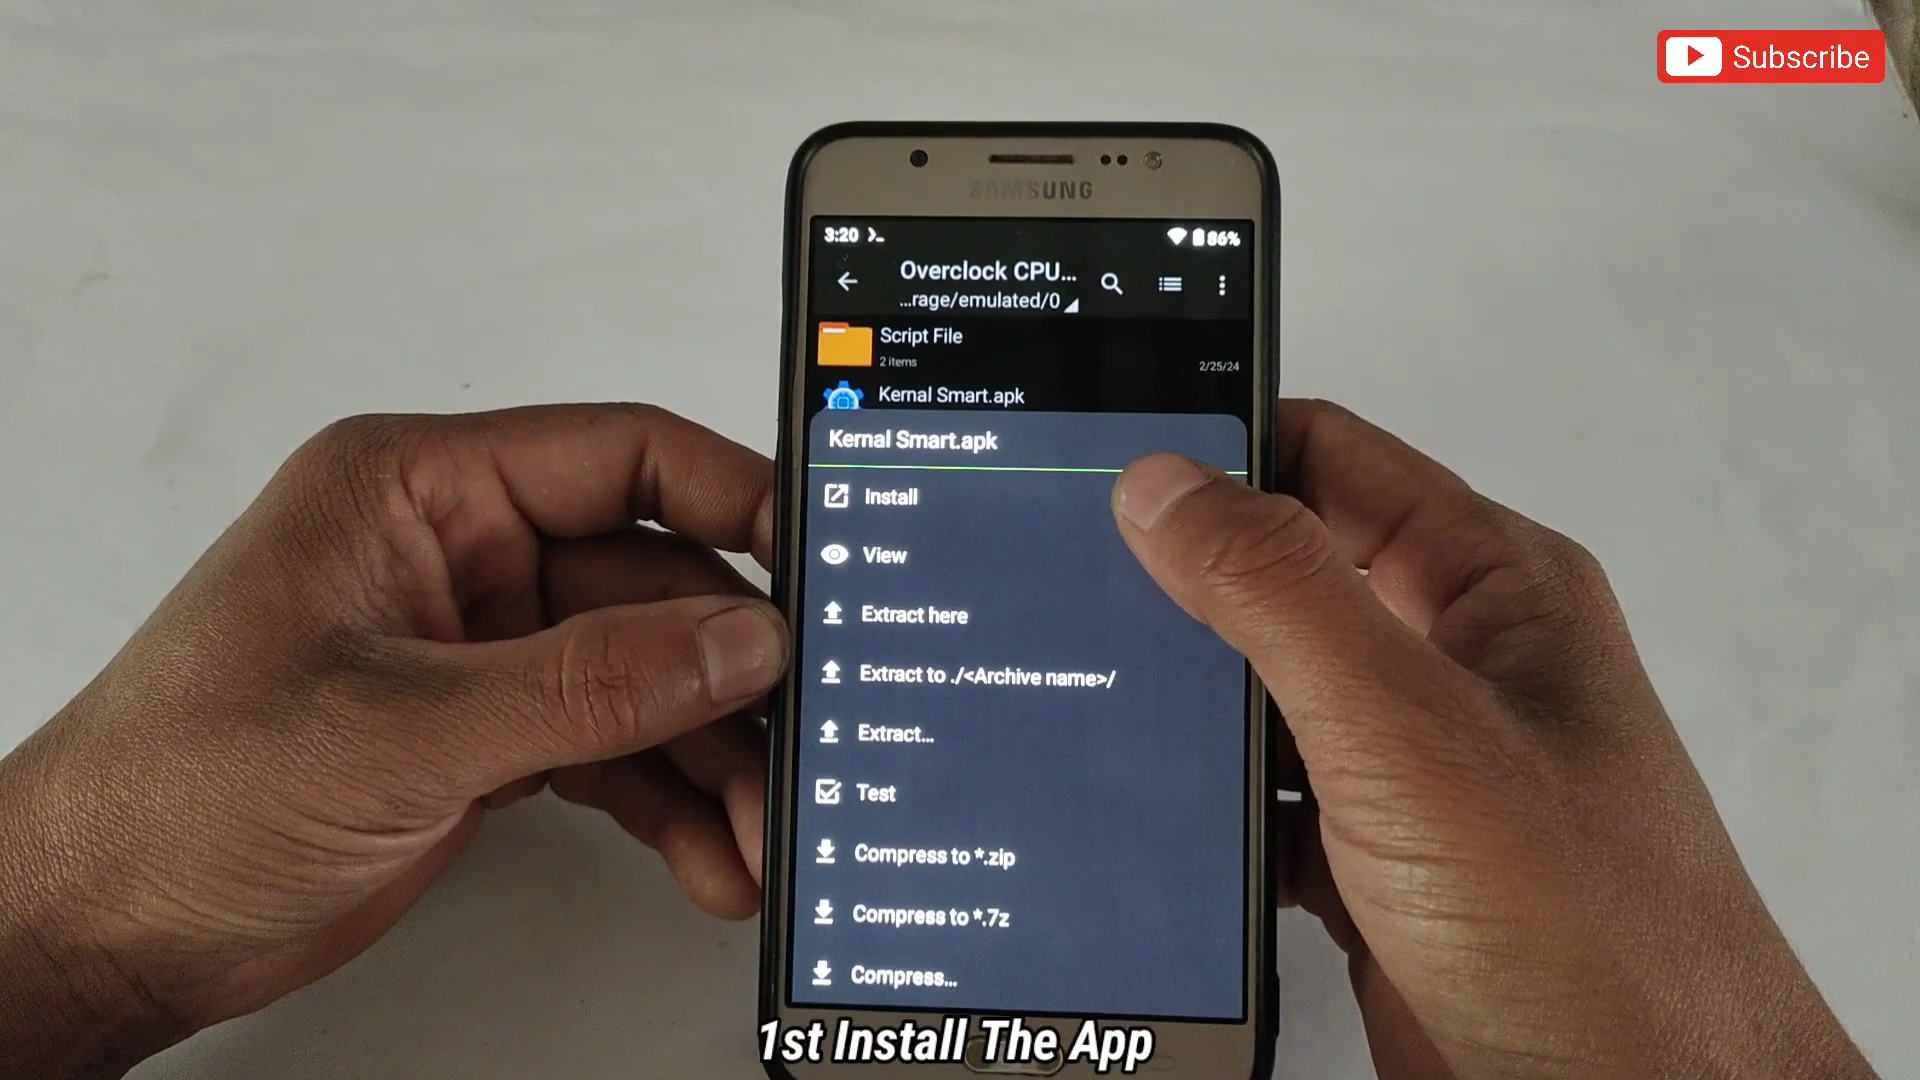 Subscribe
SAMSUNG
3:20
86%
Overclock CPU...
...rage/emulated/0
Script File
2 items
2/25/24
Kernal Smart.apk
Kernal Smart.apk
Install
View
Extract here
Extract to ./<Archive name>/
Extract...
Test
Compress to *.zip
Compress to *.7z
Compress...
1st Install The App